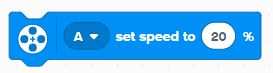 A set speed to 20 %